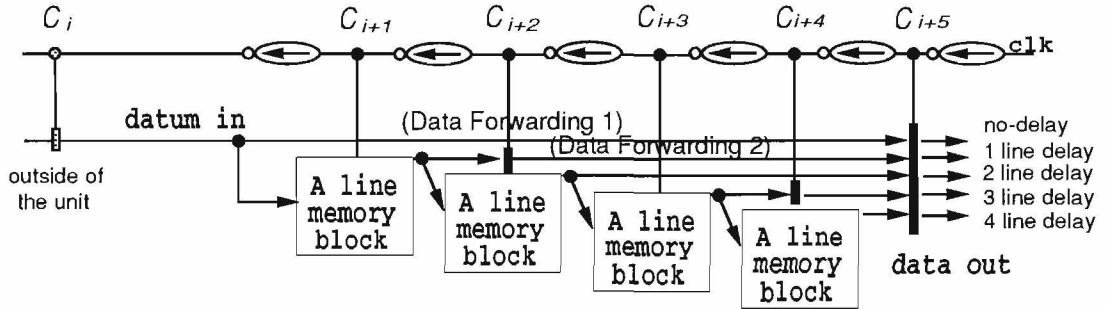 C i
C i+1
C i+2
C i+3
C i+4
C i+5
clk
datum in
(Data Forwarding 1)
(Data Forwarding 2)
outside of
the unit
A line
memory
block
A line
memory
block
A line
memory
block
A line
memory
block
no-delay
1 line delay
2 line delay
3 line delay
4 line delay
data out